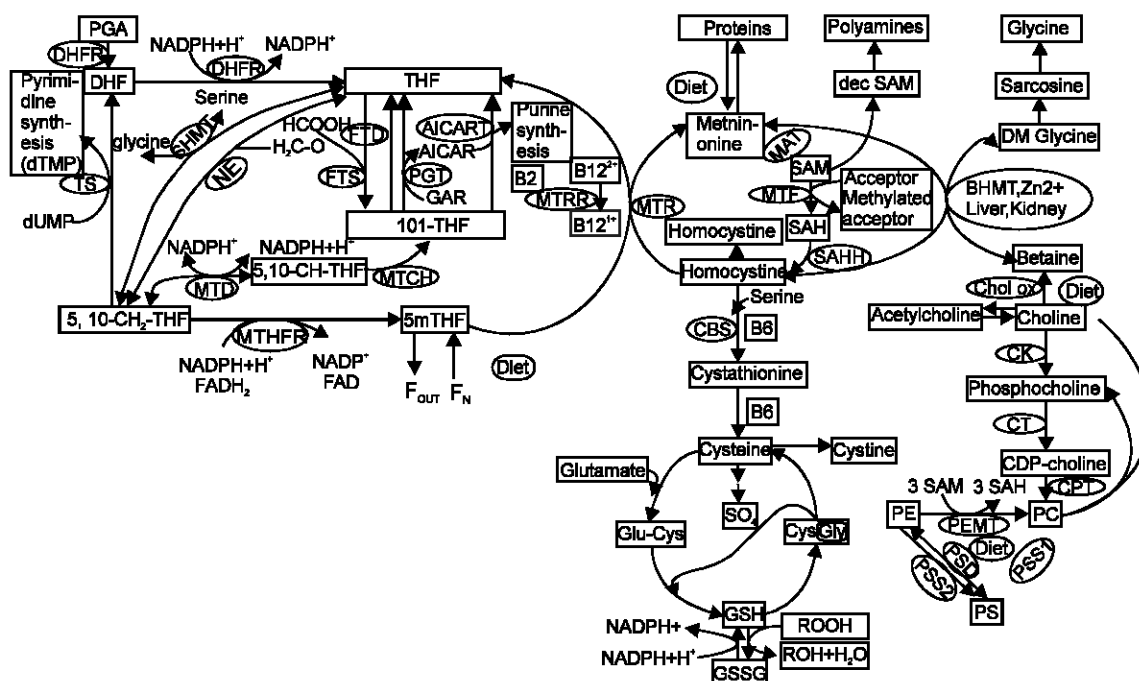 PGA
DHFR
NADPH+H⁺
NADPH⁺
DHFR
Pyrimi-
dine
synth-
esis
(dTMP)
DHF
THF
Serine
glycine
SHMT
NE
HCOOH
H₂C-O
FTD
FTS
AICART
AICAR
PGT
GAR
Purine
synth-
esis
B2
B12²⁺
MTRR
B12¹⁺
TS
dUMP
101-THF
NADPH⁺
NADPH+H⁺
5,10-CH-THF
MTD
MTCH
5, 10-CH₂-THF
5mTHF
MTHFR
NADPH+H⁺
FADH₂
NADP⁺
FAD
F_OUT
F_N
Diet
MTR
Proteins
Diet
Metnin-
onine
MAT
Polyamines
dec SAM
SAM
MTF
SAH
SAHH
Acceptor
Methylated
acceptor
Glycine
Sarcosine
DM Glycine
BHMT,Zn2+
Liver,Kidney
Homocystine
Homocystine
Serine
CBS
B6
Cystathionine
B6
Cysteine
Cystine
Glutamate
SO₄
Glu-Cys
CysGly
GSH
NADPH+
NADPH+H⁺
ROOH
ROH+H₂O
GSSG
Betaine
Chol ox
Diet
Acetylcholine
Choline
CK
Phosphocholine
CT
CDP-choline
CPT
3 SAM
3 SAH
PE
PEMT
PC
Diet
PSD
PSS2
PSS1
PS